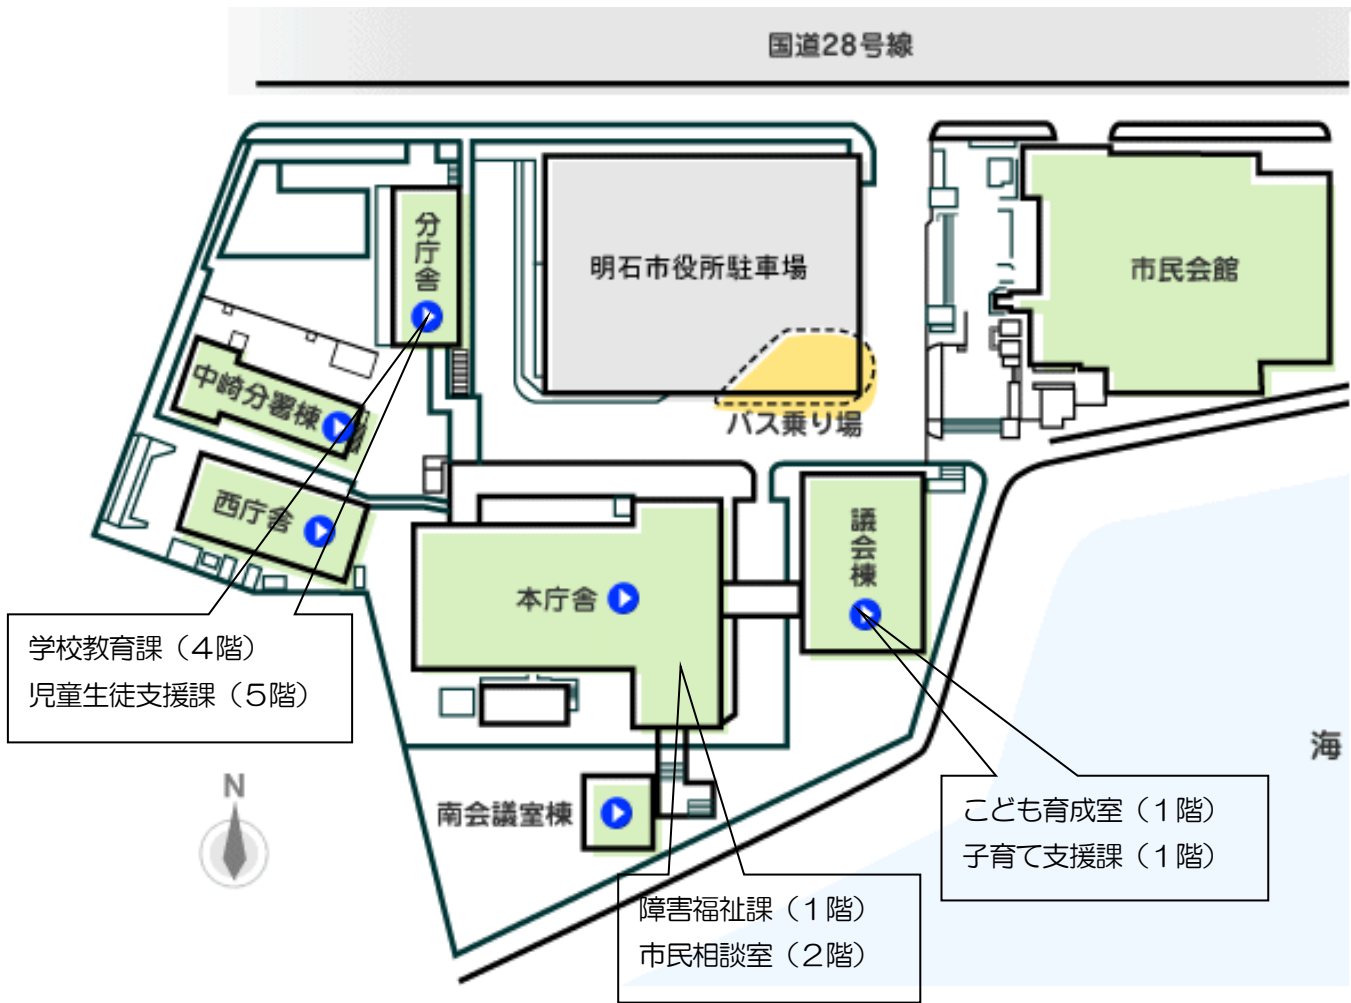 国道28号線
分庁舎
明石市役所駐車場
市民会館
中崎分署棟
バス乗り場
西庁舎
議会棟
本庁舎
学校教育課（４階）
児童生徒支援課（５階）
海
N
南会議室棟
こども育成室（１階）
子育て支援課（１階）
障害福祉課（１階）
市民相談室（２階）